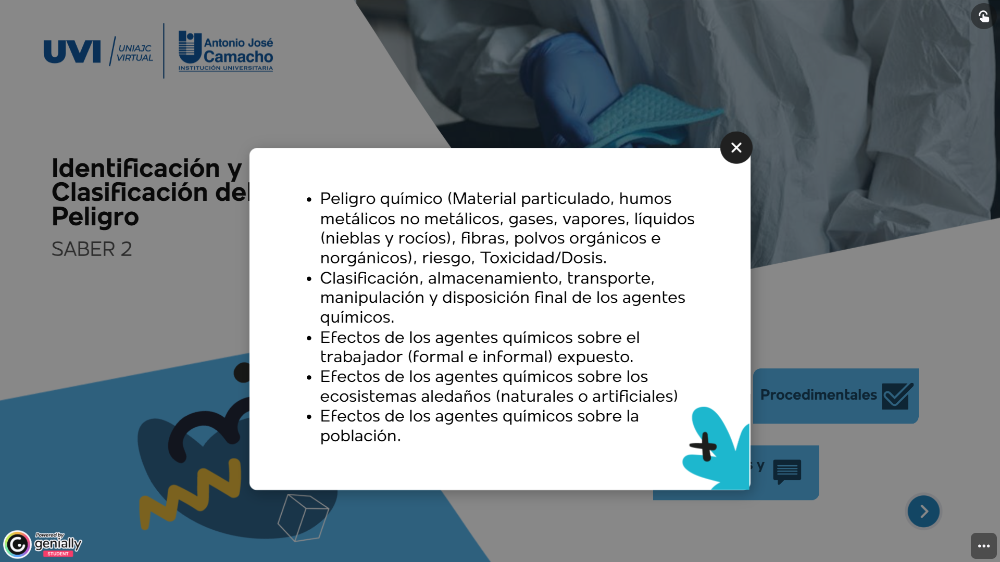 UVI
UNIAJC
VIRTUAL
Antonio José
Camacho
INSTITUCIÓN UNIVERSITARIA
Identificación y
Clasificación del
Peligro
SABER 2
• Peligro químico (Material particulado, humos
metálicos no metálicos, gases, vapores, líquidos
(nieblas y rocíos), fibras, polvos orgánicos e
norgánicos), riesgo, Toxicidad/Dosis.
• Clasificación, almacenamiento, transporte,
manipulación y disposición final de los agentes
químicos.
• Efectos de los agentes químicos sobre el
trabajador (formal e informal) expuesto.
• Efectos de los agentes químicos sobre los
ecosistemas aledaños (naturales o artificiales)
• Efectos de los agentes químicos sobre la
población.
Procedimentales
y
Powered by
genially
STUDENT